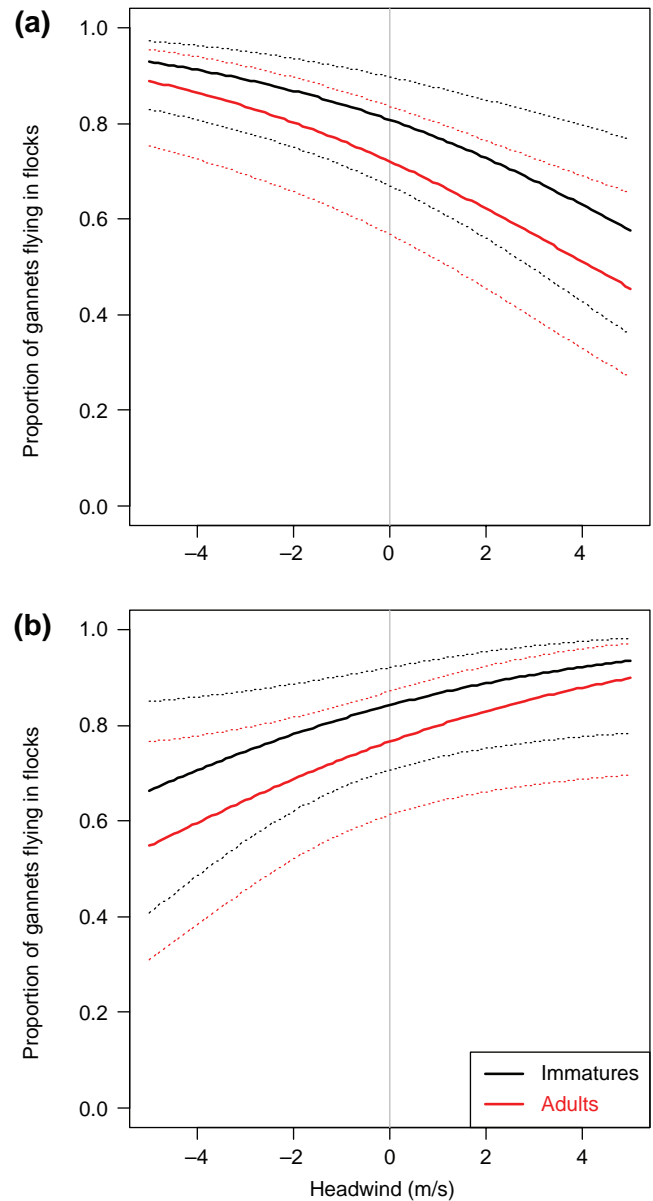 (a)
Proportion of gannets flying in flocks
1.0
0.8
0.6
0.4
0.2
0.0
–4 –2 0 2 4
(b)
Proportion of gannets flying in flocks
1.0
0.8
0.6
0.4
0.2
0.0
Immatures
Adults
–4 –2 0 2 4
Headwind (m/s)